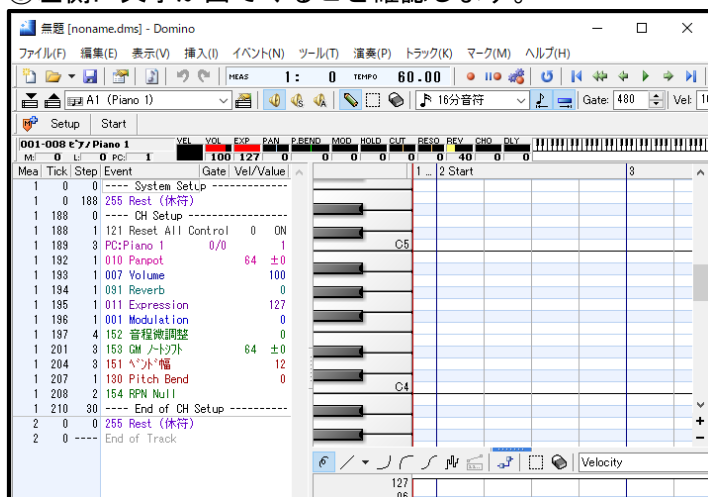 無題 [noname.dms] - Domino
ファイル(F) 編集(E) 表示(V) 挿入(I) イベント(N) ツール(T) 演奏(P) トラック(K) マーク(M) ヘルプ(H)
MEAS 1: 0 TEMPO 60.00
A1 (Piano 1) 16分音符 Gate: 480 Vel:
Setup Start
001-008 ﾋﾟｱﾉ Piano 1 VEL VOL EXP PAN P.BEND MOD HOLD CUT RESO REV CHO DLY
M: 0 L: 0 PC: 1 100 127 0 0 0 0 0 0 40 0 0
Mea Tick Step Event Gate Vel/Value 1 ... 2 Start 3
1 0 0 ---- System Setup -------------
1 0 188 255 Rest (休符)
1 188 0 ---- CH Setup -----------------
1 188 1 121 Reset All Control 0 ON
1 189 3 PC:Piano 1 0/0 1
C5
1 192 1 010 Panpot 64 ±0
1 193 1 007 Volume 100
1 194 1 091 Reverb 0
1 195 1 011 Expression 127
1 196 1 001 Modulation 0
1 197 4 152 音程微調整 0
1 201 3 153 GM ﾉｰﾄｼﾌﾄ 64 ±0
1 204 3 151 ﾍﾞﾝﾄﾞ幅 12
1 207 1 130 Pitch Bend 0
C4
1 208 2 154 RPN Null
1 210 30 ---- End of CH Setup ----------
2 0 0 255 Rest (休符)
2 0 ---- End of Track
Velocity
127
96